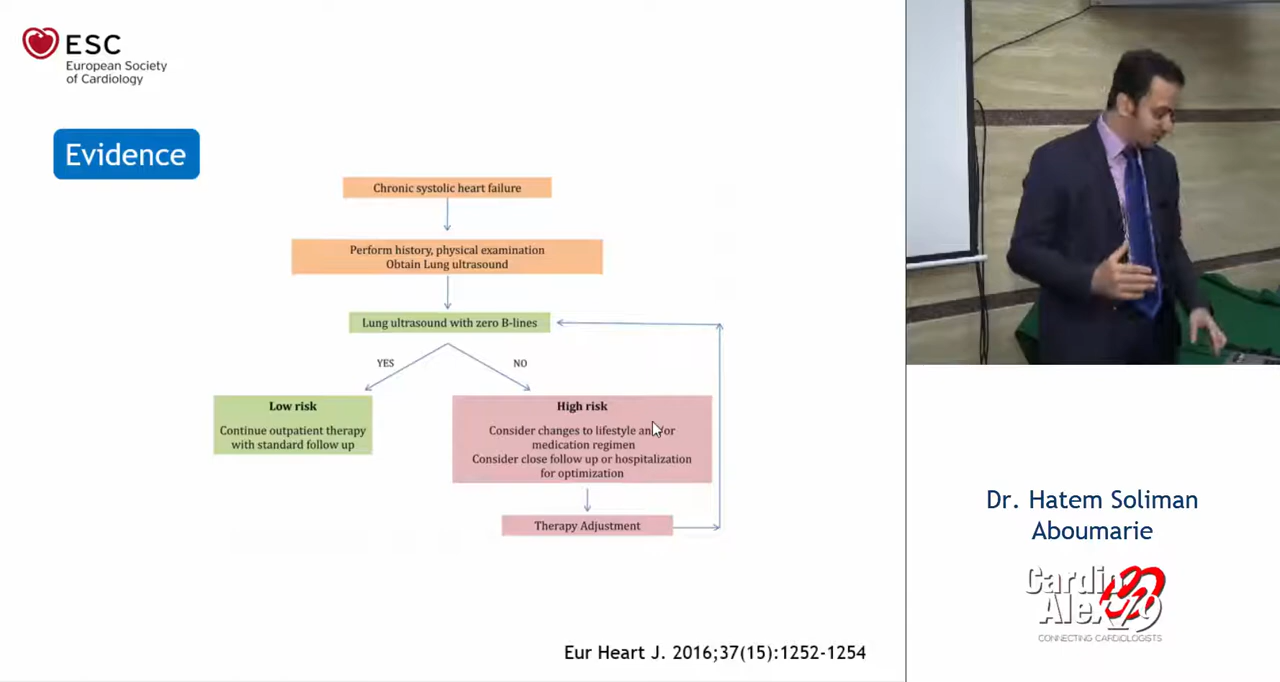 ESC
European Society
of Cardiology
Evidence
Chronic systolic heart failure
Perform history, physical examination
Obtain Lung ultrasound
Lung ultrasound with zero B-lines
YES
NO
Low risk
Continue outpatient therapy
with standard follow up
High risk
Consider changes to lifestyle and/or
medication regimen
Consider close follow up or hospitalization
for optimization
Therapy Adjustment
Eur Heart J. 2016;37(15):1252-1254
Dr. Hatem Soliman
Aboumarie
Cardio
Alex19
CONNECTING CARDIOLOGISTS